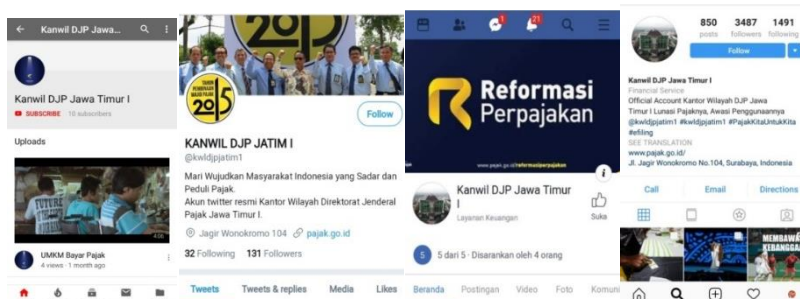 Kanwil DJP Jawa...
Kanwil DJP Jawa Timur I
SUBSCRIBE 10 subscribers
Uploads
FUTURE
4:06
UMKM Bayar Pajak
4 views · 1 month ago
2015
Follow
KANWIL DJP JATIM I
@kwldjpjatim1
Mari Wujudkan Masyarakat Indonesia yang Sadar dan
Peduli Pajak.
Akun twitter resmi Kantor Wilayah Direktorat Jenderal
Pajak Jawa Timur I.
Jagir Wonokromo 104 pajak.go.id
32 Following 131 Followers
Tweets Tweets & replies Media Likes
1
21
Reformasi
Perpajakan
www.pajak.go.id/reformasiperpajakan
Kanwil DJP Jawa Timur
I
Layanan Keuangan
Suka
5
5 dari 5 · Disarankan oleh 4 orang
Beranda Postingan Video Foto Komuni
850 3487 1491
posts followers following
Follow
Kanwil DJP Jawa Timur I
Financial Service
Official Account Kantor Wilayah DJP Jawa
Timur I Lunasi Pajaknya, Awasi Penggunaannya
@kwldjpjatim1 #kwldjpjatim1 #PajakKitaUntukKita
#efiling
SEE TRANSLATION
www.pajak.go.id/
Jl. Jagir Wonokromo No.104, Surabaya, Indonesia
Call Email Directions
MEMBAWA
KEBANGGAA